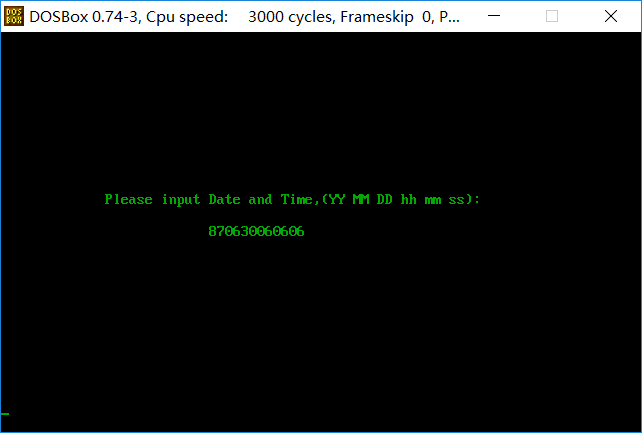 DOS
BOX
DOSBox 0.74-3, Cpu speed:    3000 cycles, Frameskip  0, P...
Please input Date and Time,(YY MM DD hh mm ss):
870630060606